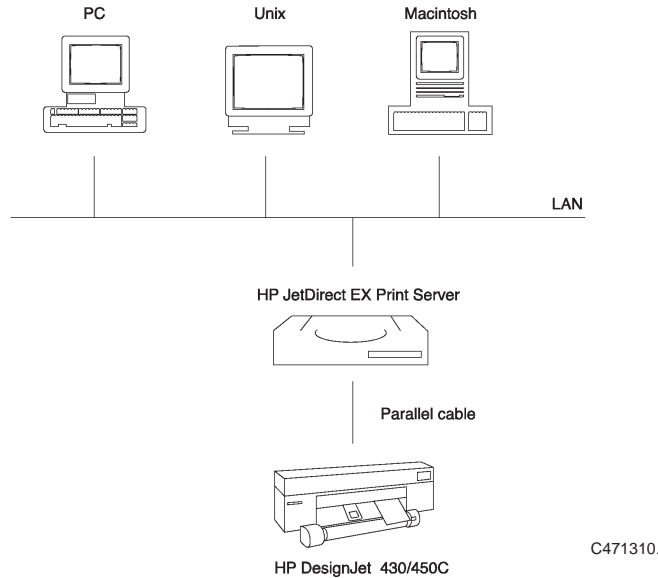 PC
Unix
Macintosh
LAN
HP JetDirect EX Print Server
Parallel cable
C471310.
HP DesignJet 430/450C